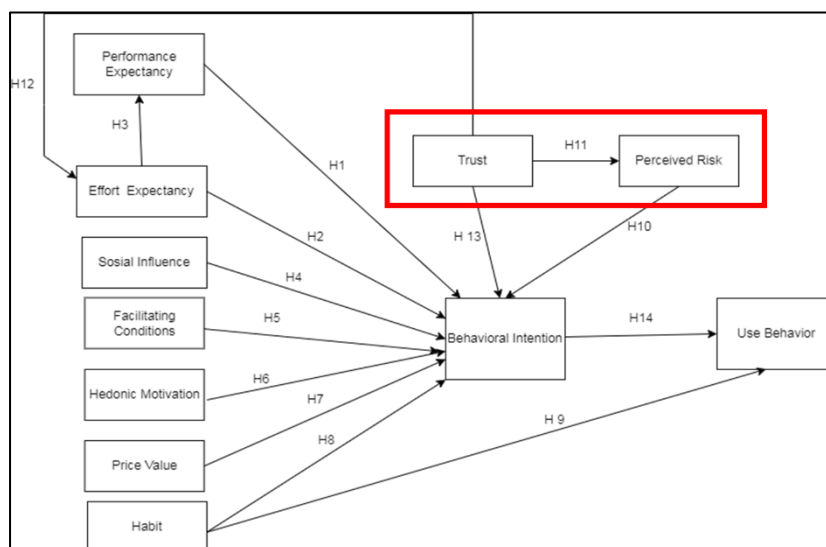 Performance
Expectancy
H12
H3
H1
Trust
H11
Perceived Risk
Effort Expectancy
H2
H 13
H10
Sosial Influence
H4
Facilitating
Conditions
H5
Behavioral Intention
H14
Use Behavior
Hedonic Motivation
H6
H7
H8
H 9
Price Value
Habit